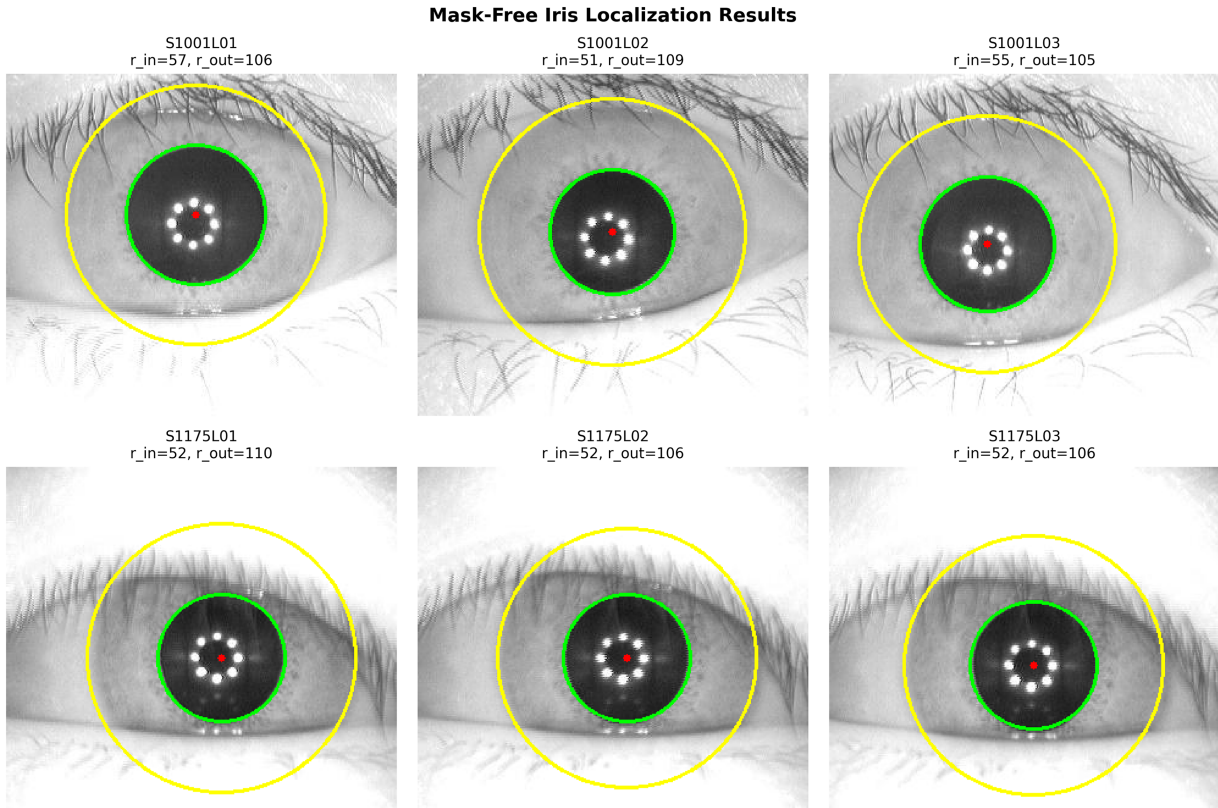 Mask-Free Iris Localization Results
S1001L01
r_in=57, r_out=106
S1001L02
r_in=51, r_out=109
S1001L03
r_in=55, r_out=105
S1175L01
r_in=52, r_out=110
S1175L02
r_in=52, r_out=106
S1175L03
r_in=52, r_out=106